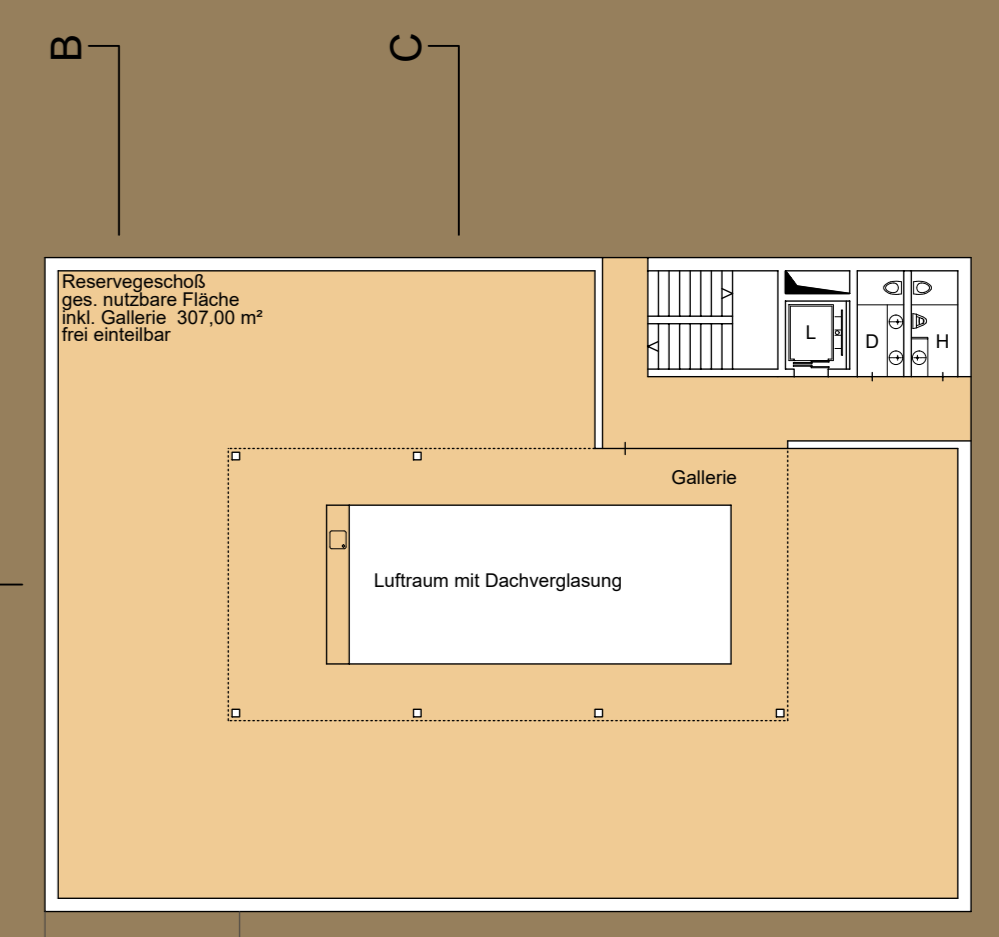 B
C
Reservegeschoß
ges. nutzbare Fläche
inkl. Gallerie  307,00 m²
frei einteilbar
L
D
H
Gallerie
Luftraum mit Dachverglasung